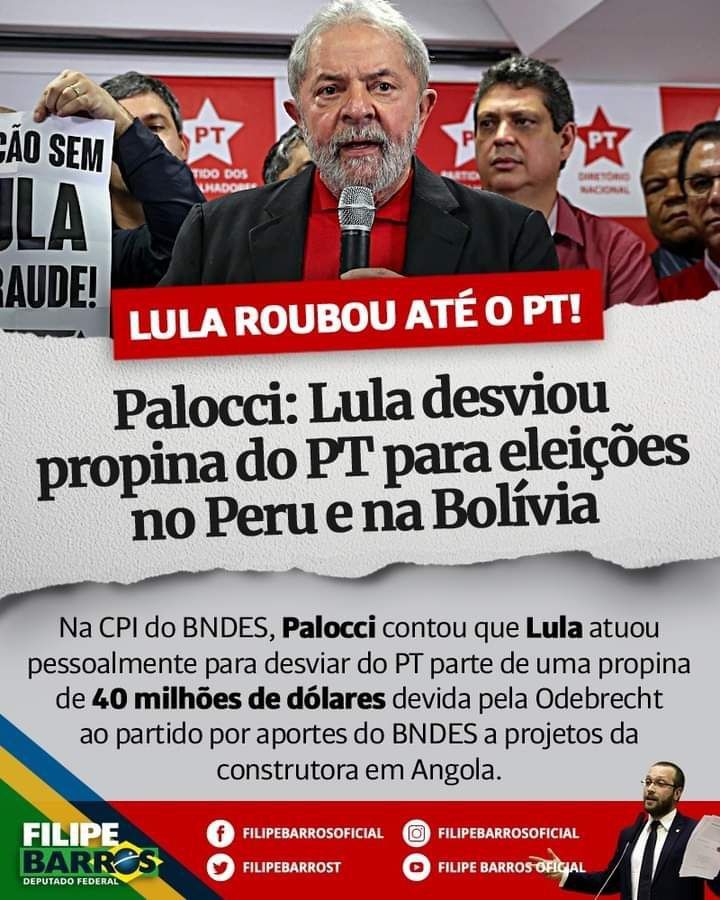 ÇÃO SEM
ULA
RAUDE!
PT
TIDO DOS
LHADORES
PT
DIRETÓRIO
NACIONAL
LULA ROUBOU ATÉ O PT!
Palocci: Lula desviou
propina do PT para eleições
no Peru e na Bolívia
Na CPI do BNDES, Palocci contou que Lula atuou
pessoalmente para desviar do PT parte de uma propina
de 40 milhões de dólares devida pela Odebrecht
ao partido por aportes do BNDES a projetos da
construtora em Angola.
FILIPE
BARROS
DEPUTADO FEDERAL
FILIPEBARROSOFICIAL
FILIPEBARROSOFICIAL
FILIPEBARROST
FILIPE BARROS OFICIAL